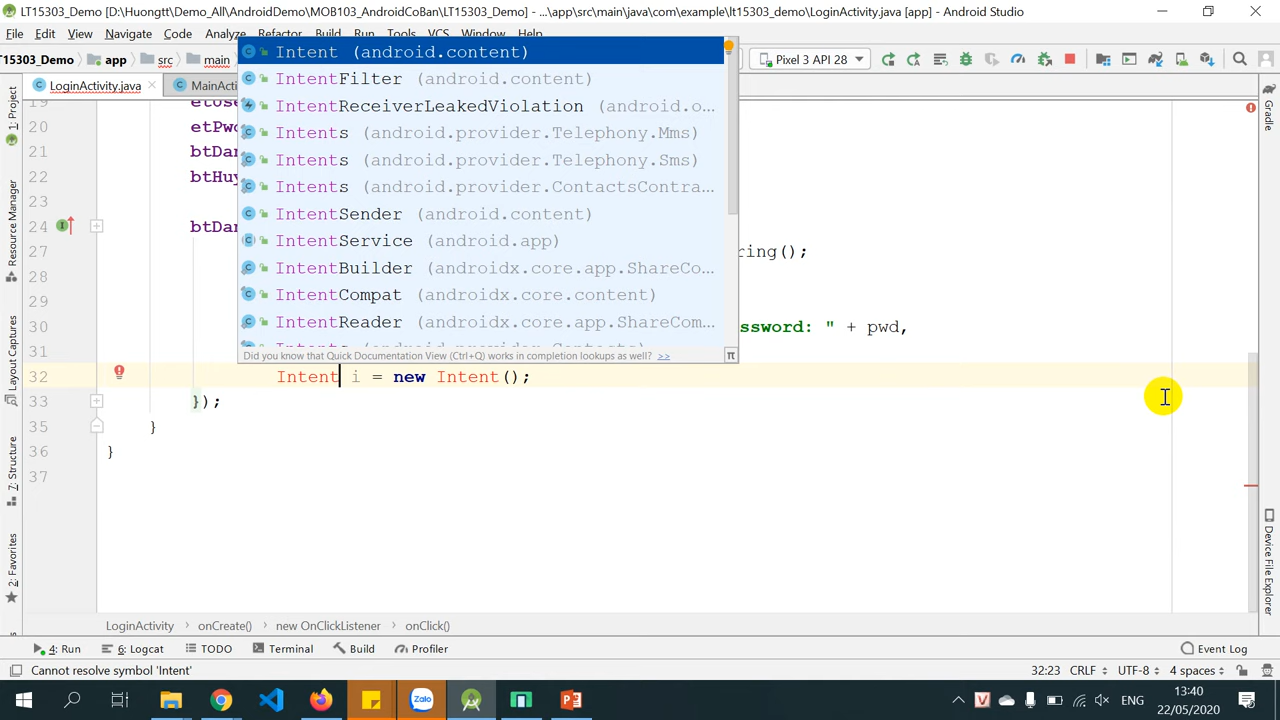 LT15303_Demo [D:\Huongtt\Demo_All\AndroidDemo\MOB103_AndroidCoBan\LT15303_Demo] - ...\app\src\main\java\com\example\lt15303_demo\LoginActivity.java [app] - Android Studio
File Edit View Navigate Code Analyze Refactor Build Run Tools VCS Window Help
15303_Demo app src main Pixel 3 API 28
LoginActivity.java MainActiv
1: Project
Resource Manager
Layout Captures
7: Structure
2: Favorites
Gradle
Device File Explorer
Intent (android.content)
IntentFilter (android.content)
IntentReceiverLeakedViolation (android.o...
Intents (android.provider.Telephony.Mms)
Intents (android.provider.Telephony.Sms)
Intents (android.provider.ContactsContra...
IntentSender (android.content)
IntentService (android.app)
IntentBuilder (androidx.core.app.ShareCo...
IntentCompat (androidx.core.content)
IntentReader (androidx.core.app.ShareCom...
Did you know that Quick Documentation View (Ctrl+Q) works in completion lookups as well? >> π
19
20 etPw
21 btDan
22 btHuy
24 btDan
27 ring();
28
29
30 ssword: " + pwd,
31
32 Intent i = new Intent();
33 });
35 }
36 }
37
LoginActivity onCreate() new OnClickListener onClick()
4: Run 6: Logcat TODO Terminal Build Profiler Event Log
Cannot resolve symbol 'Intent' 32:23 CRLF UTF-8 4 spaces
Zalo ENG 13:40
22/05/2020